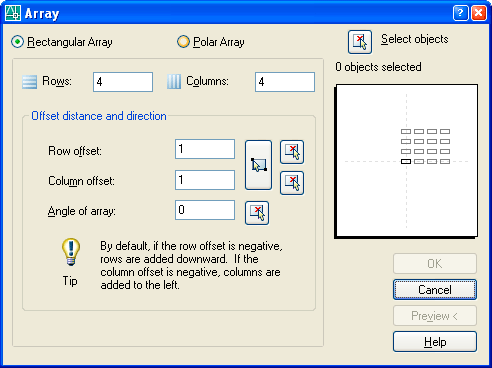 Array
Rectangular Array
Polar Array
Select objects
0 objects selected
Rows: 4
Columns: 4
Offset distance and direction
Row offset: 1
Column offset: 1
Angle of array: 0
Tip
By default, if the row offset is negative,
rows are added downward. If the
column offset is negative, columns are
added to the left.
OK
Cancel
Preview <
Help